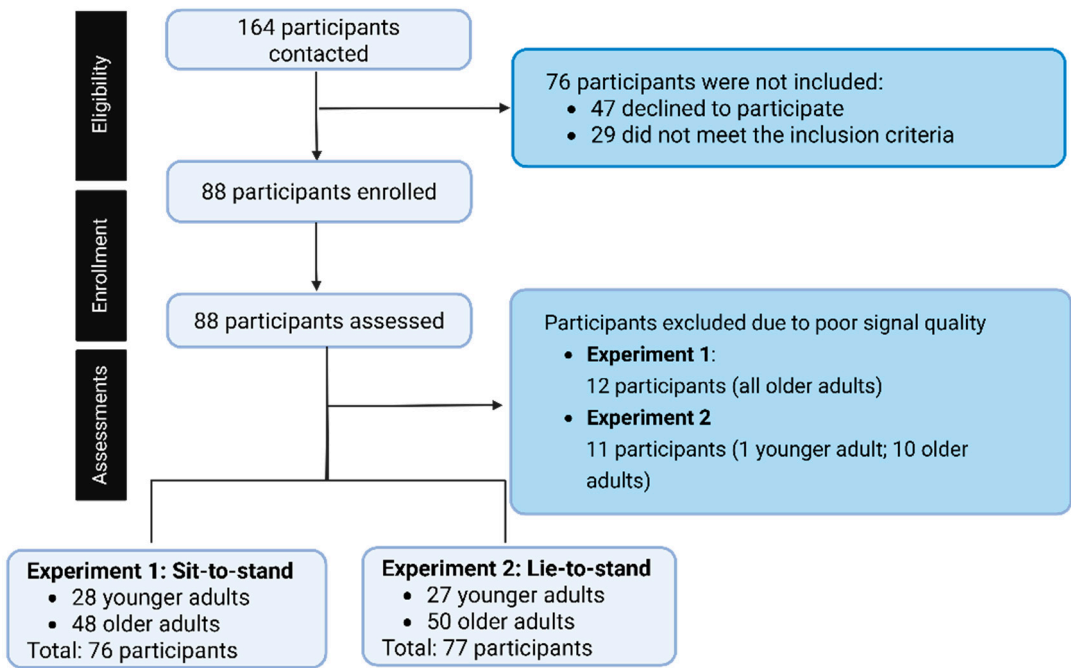 Eligibility
164 participants
contacted
76 participants were not included:
• 47 declined to participate
• 29 did not meet the inclusion criteria
88 participants enrolled
Enrollment
88 participants assessed
Assessments
Participants excluded due to poor signal quality
• Experiment 1:
12 participants (all older adults)
• Experiment 2
11 participants (1 younger adult; 10 older
adults)
Experiment 1: Sit-to-stand
• 28 younger adults
• 48 older adults
Total: 76 participants
Experiment 2: Lie-to-stand
• 27 younger adults
• 50 older adults
Total: 77 participants